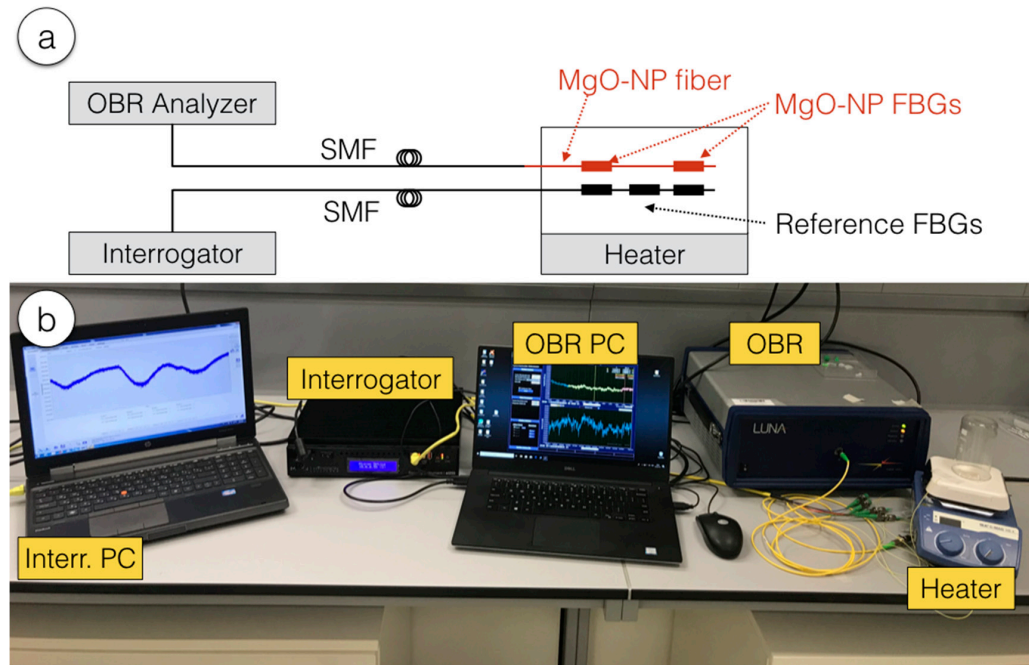 a
OBR Analyzer
MgO-NP fiber
MgO-NP FBGs
SMF
SMF
Reference FBGs
Interrogator
Heater
b
OBR PC
OBR
Interrogator
LUNA
DELL
Interr. PC
Heater